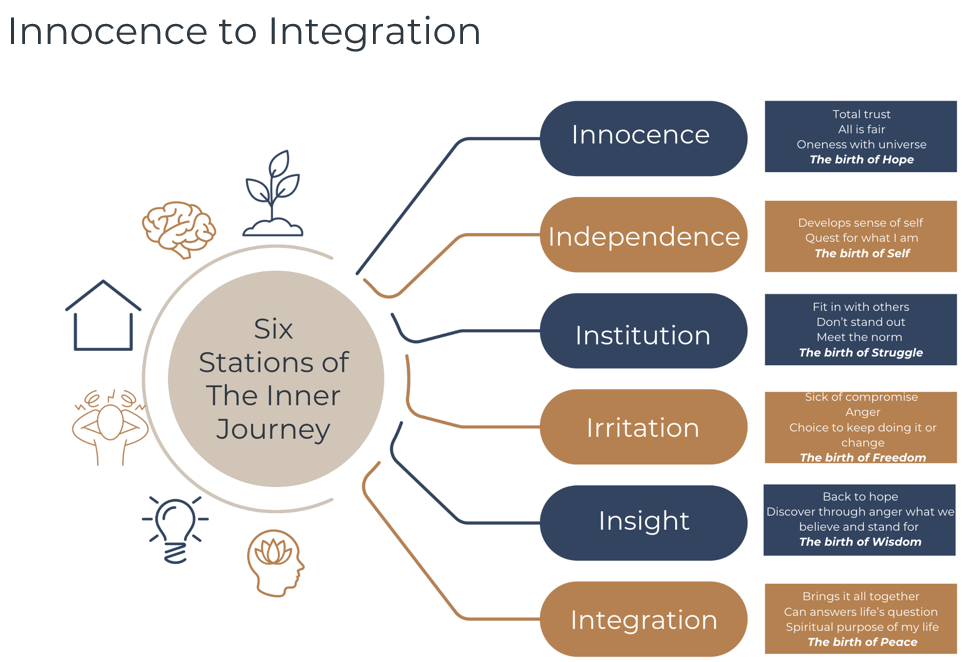 Innocence to Integration
Six
Stations of
The Inner
Journey
Innocence
Total trust
All is fair
Oneness with universe
The birth of Hope
Independence
Develops sense of self
Quest for what I am
The birth of Self
Institution
Fit in with others
Don't stand out
Meet the norm
The birth of Struggle
Irritation
Sick of compromise
Anger
Choice to keep doing it or
change
The birth of Freedom
Insight
Back to hope
Discover through anger what we
believe and stand for
The birth of Wisdom
Integration
Brings it all together
Can answers life's question
Spiritual purpose of my life
The birth of Peace